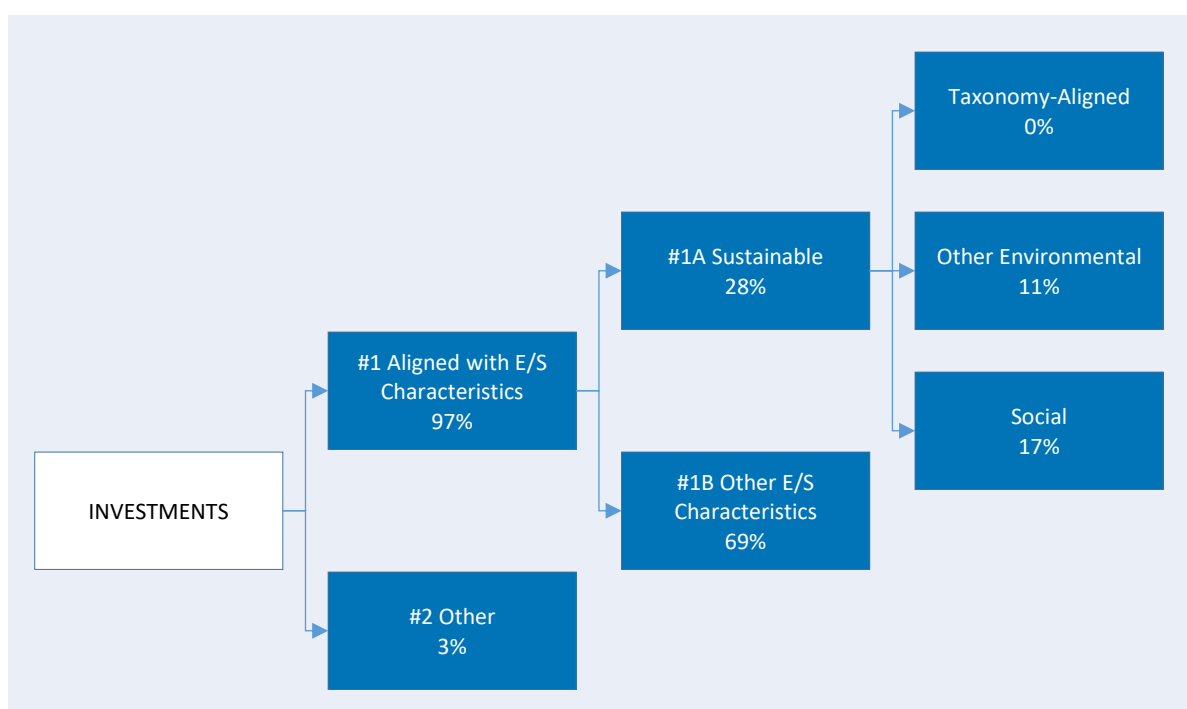 INVESTMENTS
#1 Aligned with E/S
Characteristics
97%
#2 Other
3%
#1A Sustainable
28%
#1B Other E/S
Characteristics
69%
Taxonomy-Aligned
0%
Other Environmental
11%
Social
17%